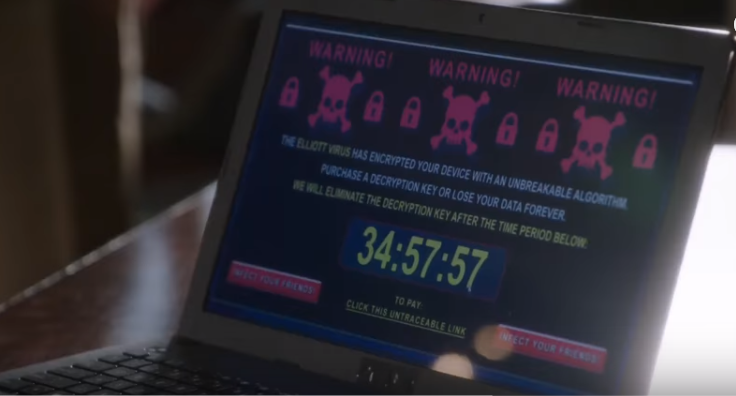 WARNING! WARNING! WARNING!
THE ELLIOTT VIRUS HAS ENCRYPTED YOUR DEVICE WITH AN UNBREAKABLE ALGORITHM.
PURCHASE A DECRYPTION KEY OR LOSE YOUR DATA FOREVER.
WE WILL ELIMINATE THE DECRYPTION KEY AFTER THE TIME PERIOD BELOW.
34:57:57
INFECT YOUR FRIENDS!
TO PAY:
CLICK THIS UNTRACEABLE LINK
INFECT YOUR FRIENDS!